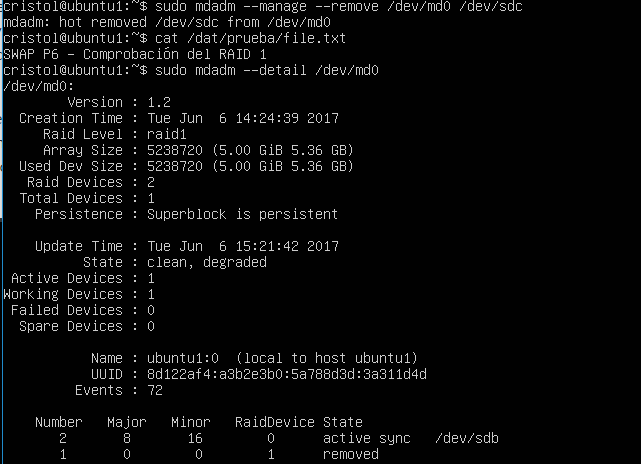 cristol@ubuntu1:~$ sudo mdadm --manage --remove /dev/md0 /dev/sdc
mdadm: hot removed /dev/sdc from /dev/md0
cristol@ubuntu1:~$ cat /dat/prueba/file.txt
SWAP P6 - Comprobación del RAID 1
cristol@ubuntu1:~$ sudo mdadm --detail /dev/md0
/dev/md0:
Version : 1.2
Creation Time : Tue Jun  6 14:24:39 2017
Raid Level : raid1
Array Size : 5238720 (5.00 GiB 5.36 GB)
Used Dev Size : 5238720 (5.00 GiB 5.36 GB)
Raid Devices : 2
Total Devices : 1
Persistence : Superblock is persistent
Update Time : Tue Jun  6 15:21:42 2017
State : clean, degraded
Active Devices : 1
Working Devices : 1
Failed Devices : 0
Spare Devices : 0
Name : ubuntu1:0  (local to host ubuntu1)
UUID : 8d122af4:a3b2e3b0:5a788d3d:3a311d4d
Events : 72
Number   Major   Minor   RaidDevice State
2       8       16        0      active sync   /dev/sdb
1       0        0        1      removed